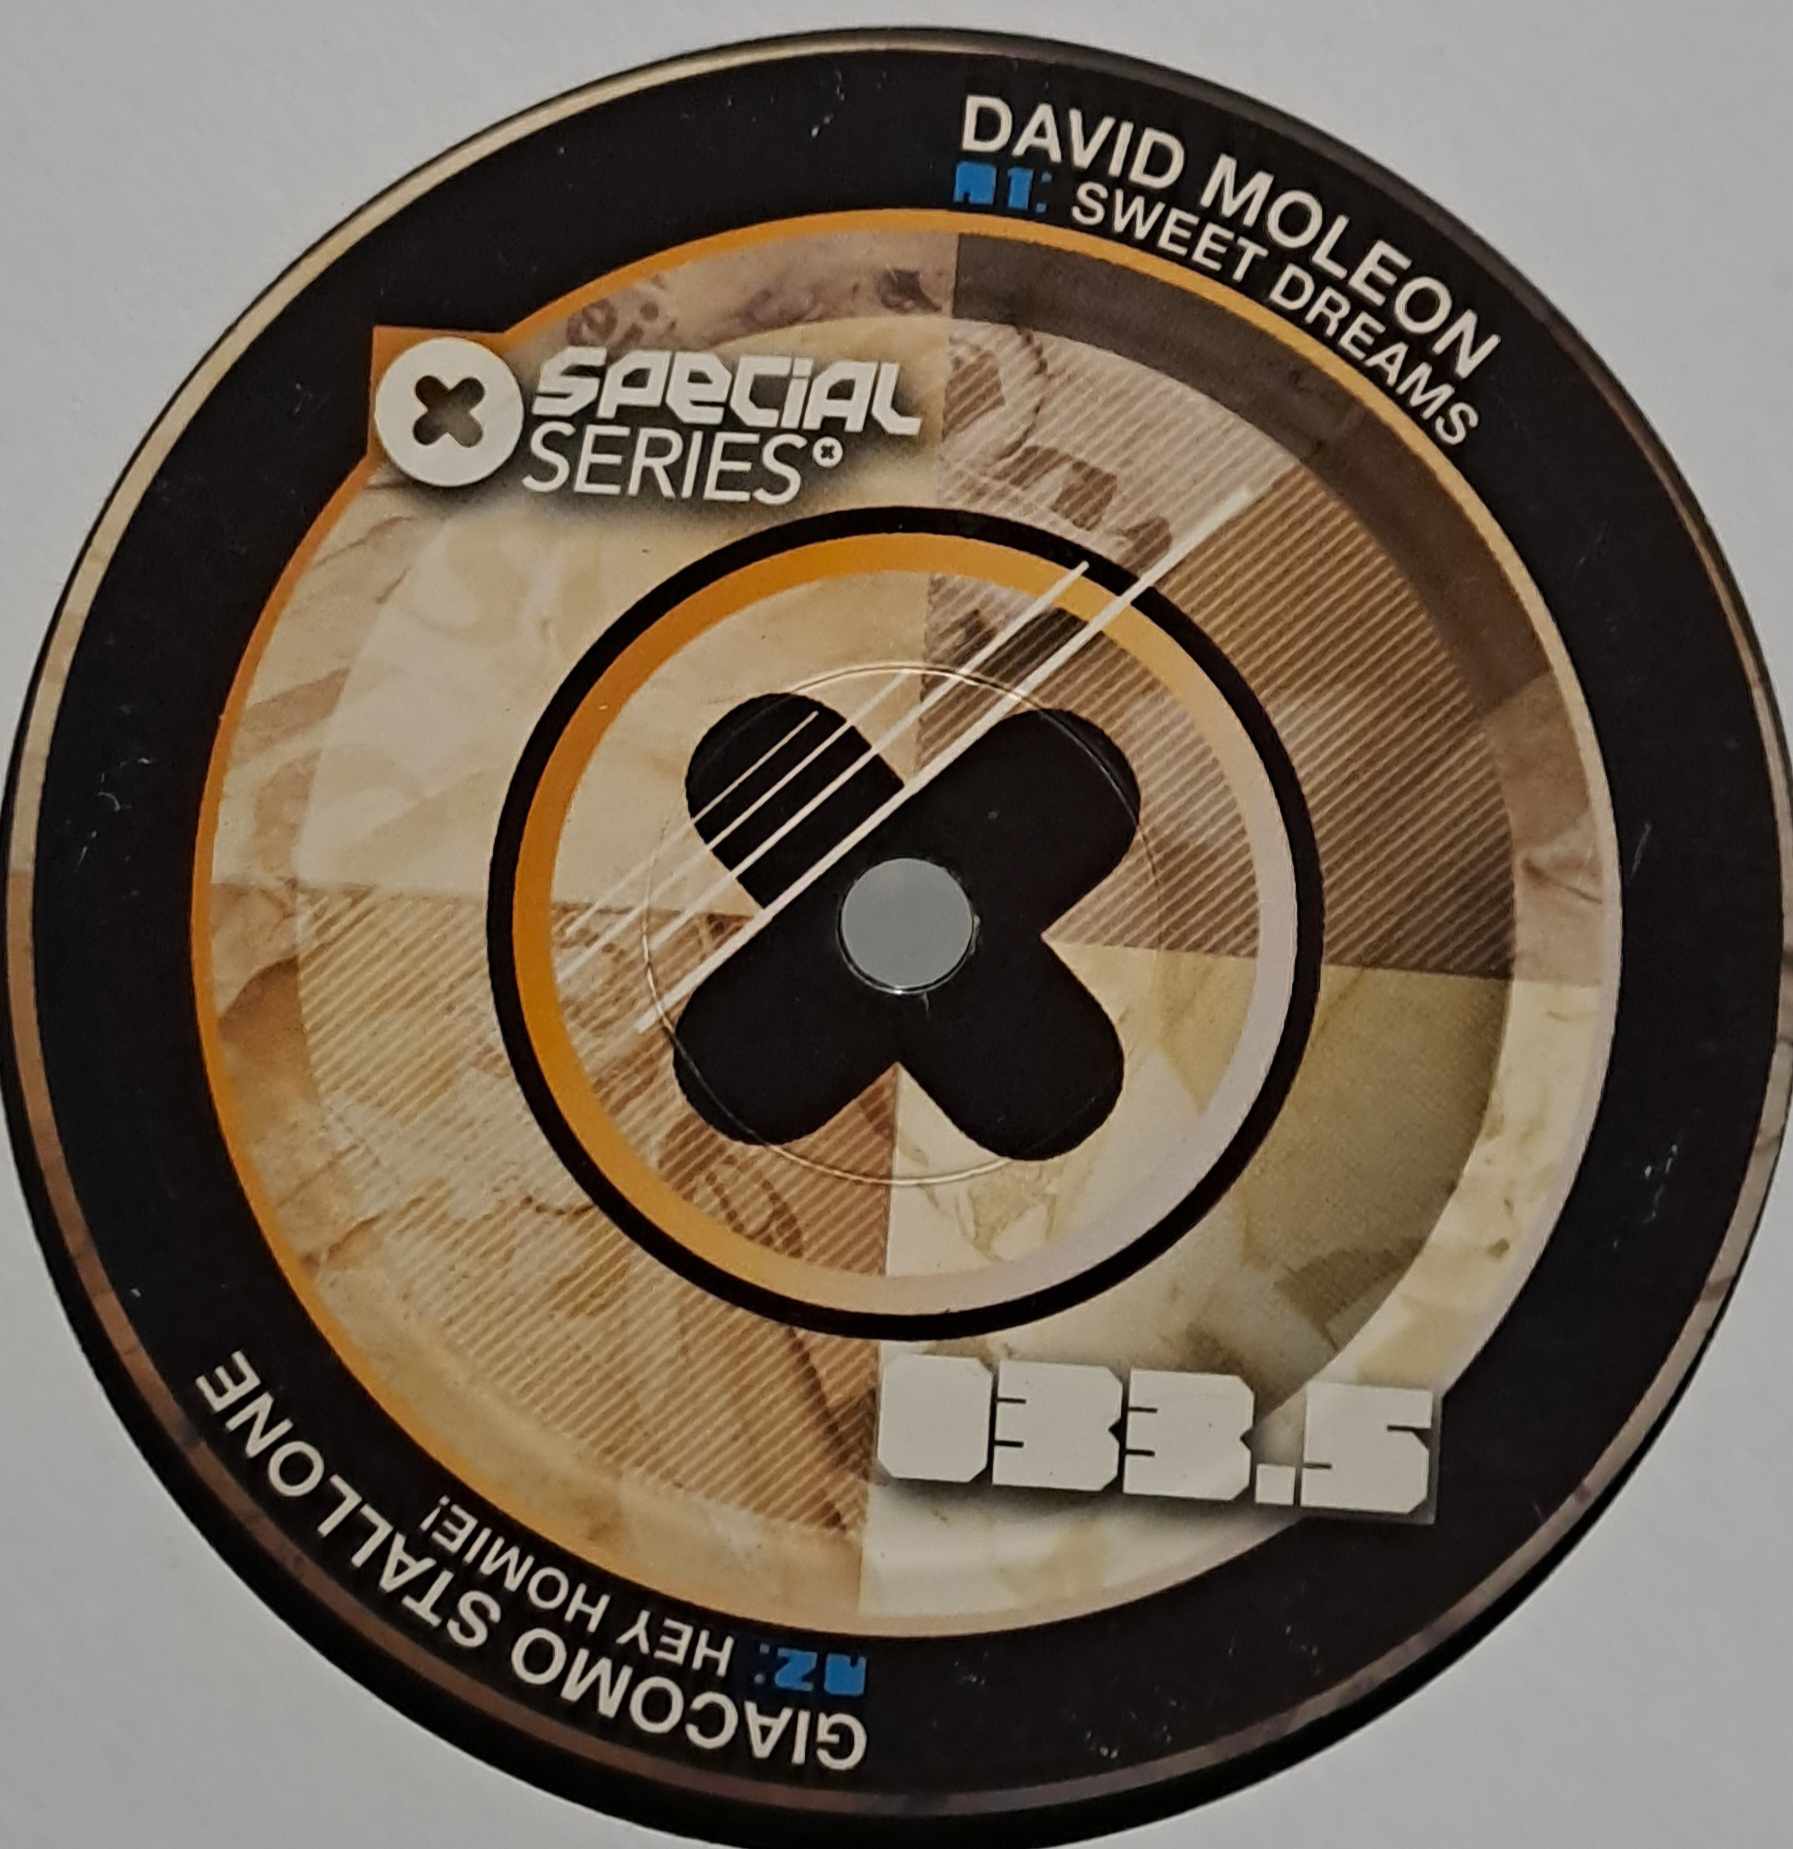 DAVID MOLEON
A1: SWEET DREAMS
SPECIAL
SERIES
033.5
A2: HEY HOMIE!
GIACOMO STALLONE